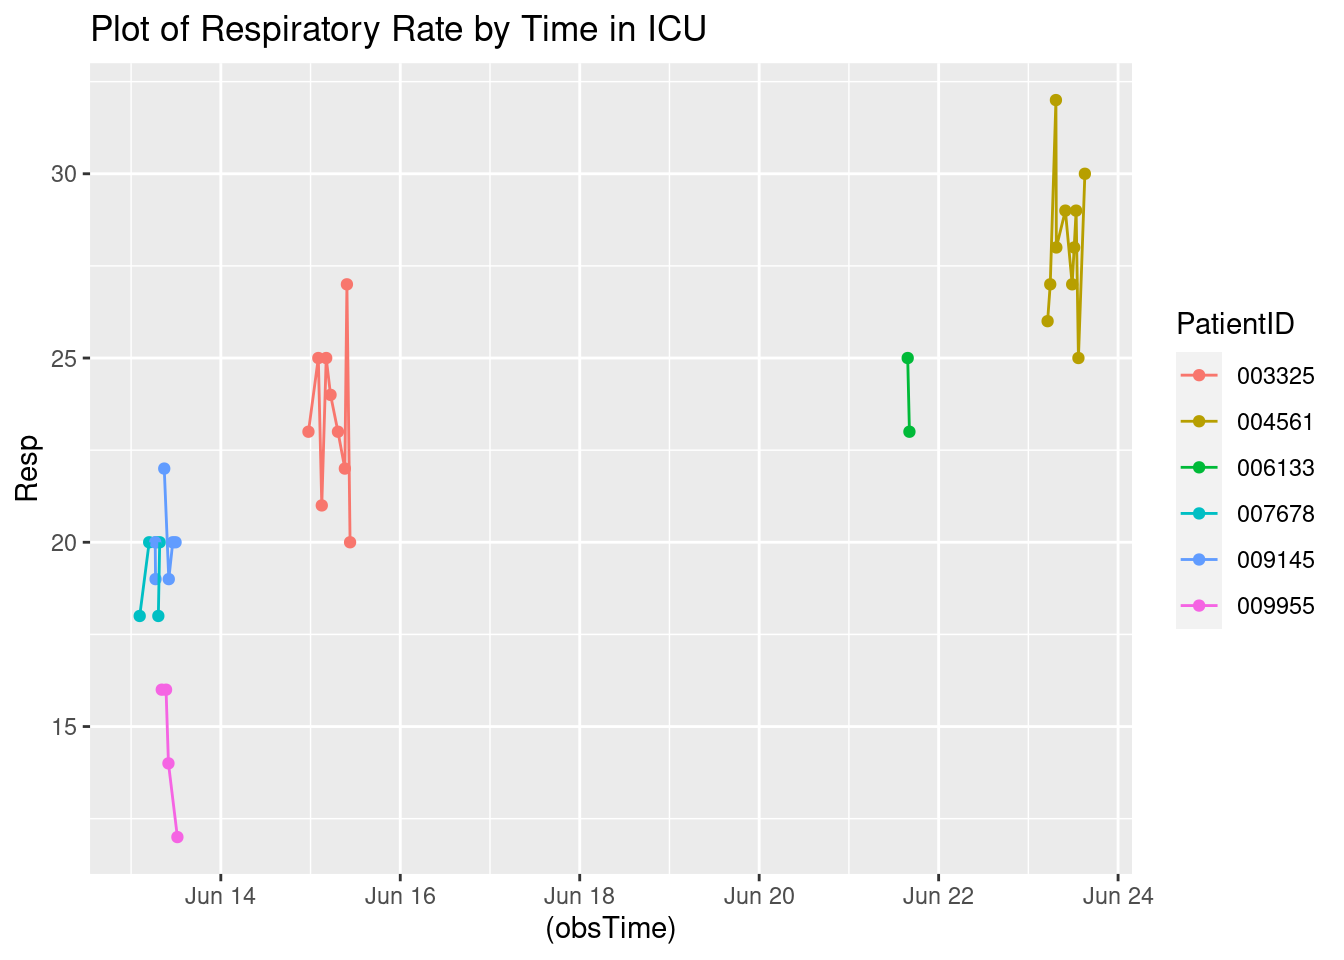 Plot of Respiratory Rate by Time in ICU
Resp
30
25
20
15
Jun 14 Jun 16 Jun 18 Jun 20 Jun 22 Jun 24
(obsTime)
PatientID
003325
004561
006133
007678
009145
009955